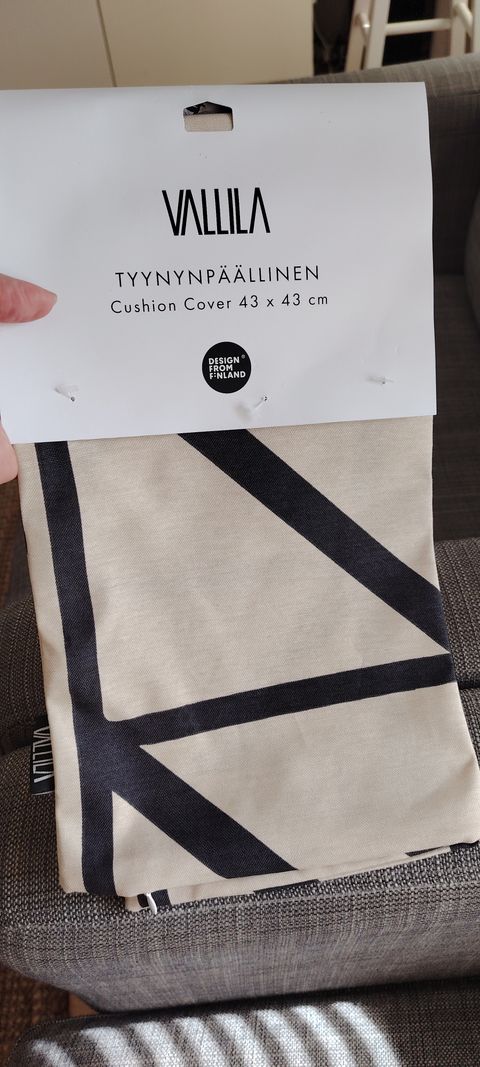 VALLILA
TYYNYNPÄÄLLINEN
Cushion Cover 43 x 43 cm
DESIGN
FROM
FINLAND
VALLILA